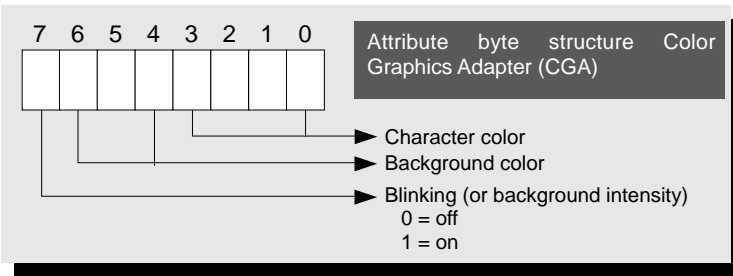 7 6 5 4 3 2 1 0
Attribute byte structure Color
Graphics Adapter (CGA)
Character color
Background color
Blinking (or background intensity)
0 = off
1 = on